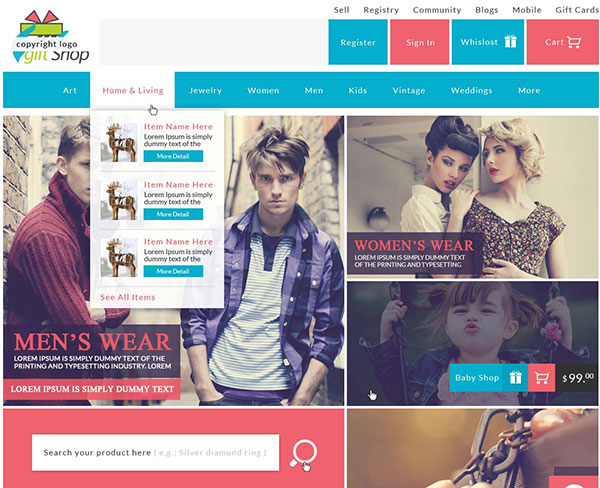 Sell Registry Community Blogs Mobile Gift Cards
copyright logo
gift Shop
Register Sign In Whislost Cart
Art Home & Living Jewelry Women Men Kids Vintage Weddings More
Item Name Here
Lorem Ipsum is simply
dummy text of the
More Detail
Item Name Here
Lorem Ipsum is simply
dummy text of the
More Detail
Item Name Here
Lorem Ipsum is simply
dummy text of the
More Detail
See All Items
MEN'S WEAR
LOREM IPSUM IS SIMPLY DUMMY TEXT OF THE
PRINTING AND TYPESETTING INDUSTRY. LOREM
LOREM IPSUM IS SIMPLY DUMMY TEXT
WOMEN'S WEAR
LOREM IPSUM IS SIMPLY DUMMY TEXT
OF THE PRINTING AND TYPESETTING
Baby Shop $99.00
Search your product here ( e.g.: Silver diamond ring )